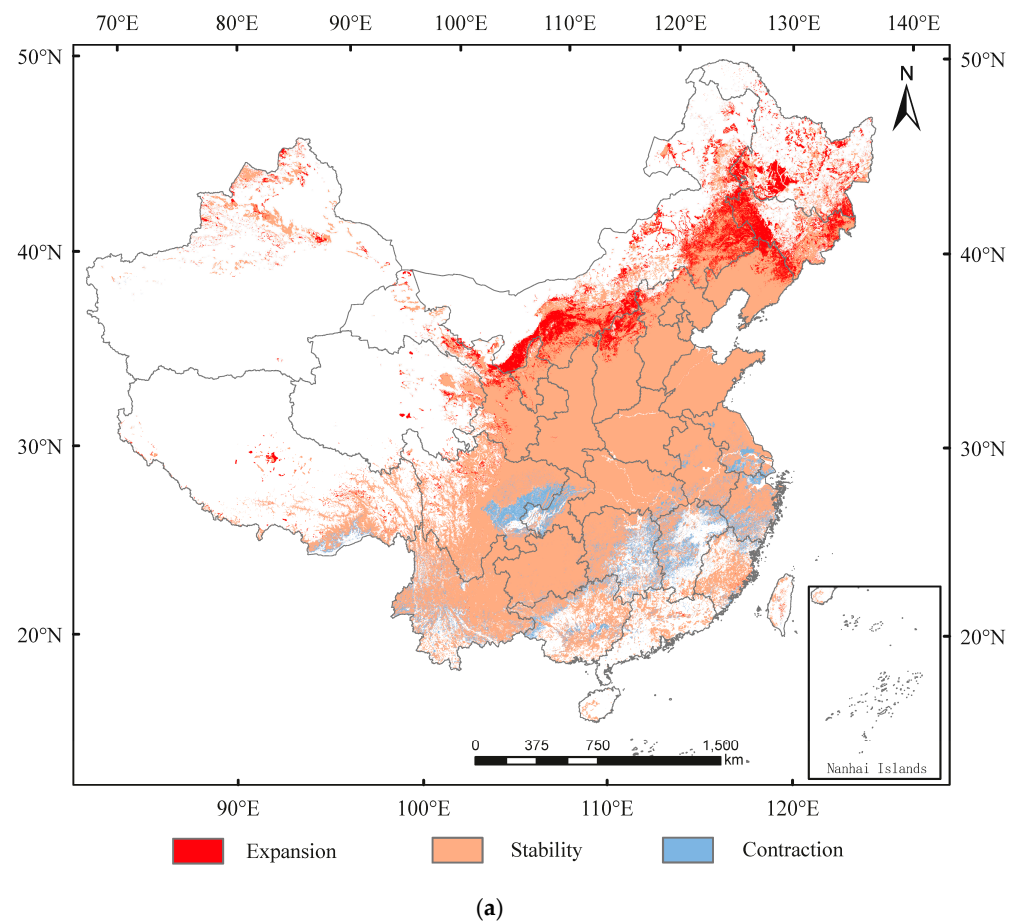 70°E 80°E 90°E 100°E 110°E 120°E 130°E 140°E
50°N 50°N
N
40°N 40°N
30°N 30°N
20°N 20°N
0 375 750 1,500
km
Nanhai Islands
90°E 100°E 110°E 120°E
Expansion Stability Contraction
(a)